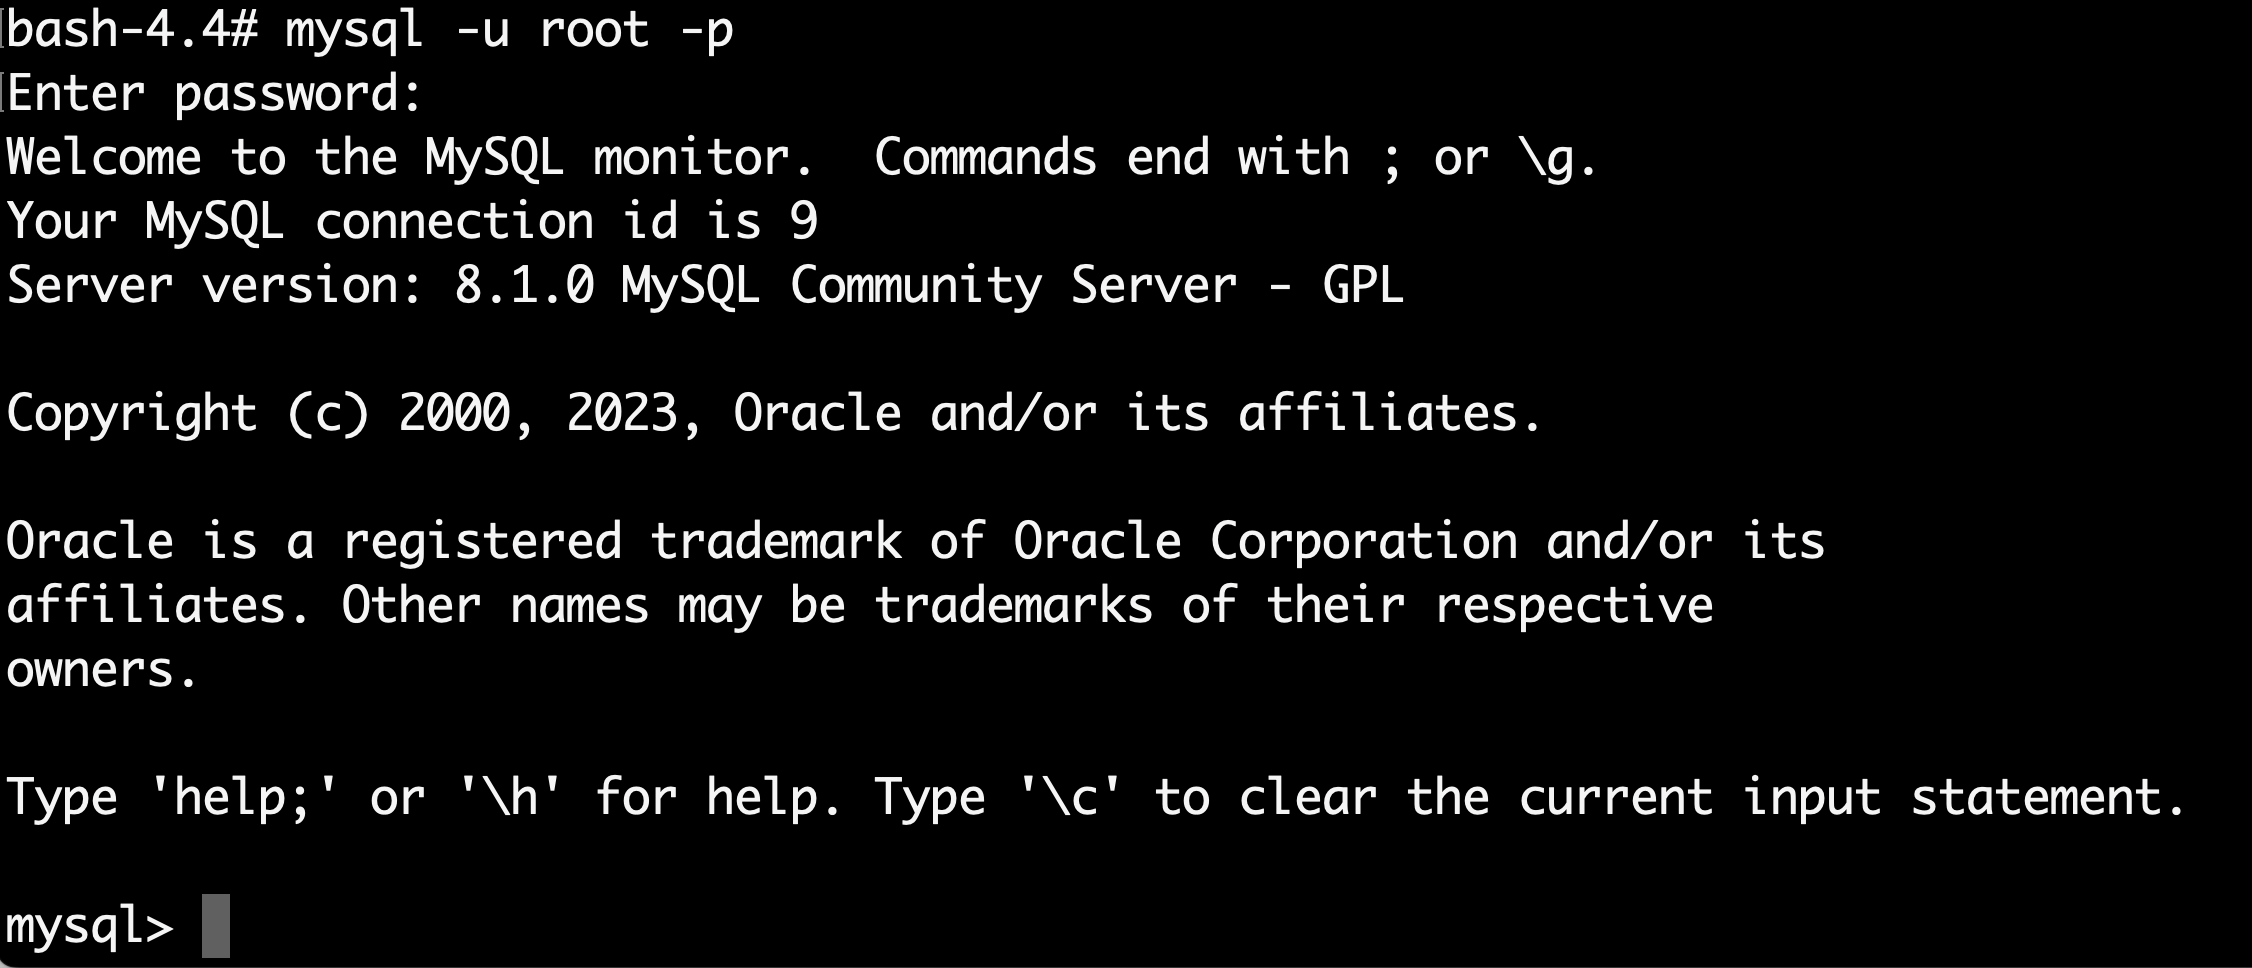 bash-4.4# mysql -u root -p
Enter password:
Welcome to the MySQL monitor.  Commands end with ; or \g.
Your MySQL connection id is 9
Server version: 8.1.0 MySQL Community Server - GPL
Copyright (c) 2000, 2023, Oracle and/or its affiliates.
Oracle is a registered trademark of Oracle Corporation and/or its
affiliates. Other names may be trademarks of their respective
owners.
Type 'help;' or '\h' for help. Type '\c' to clear the current input statement.
mysql>